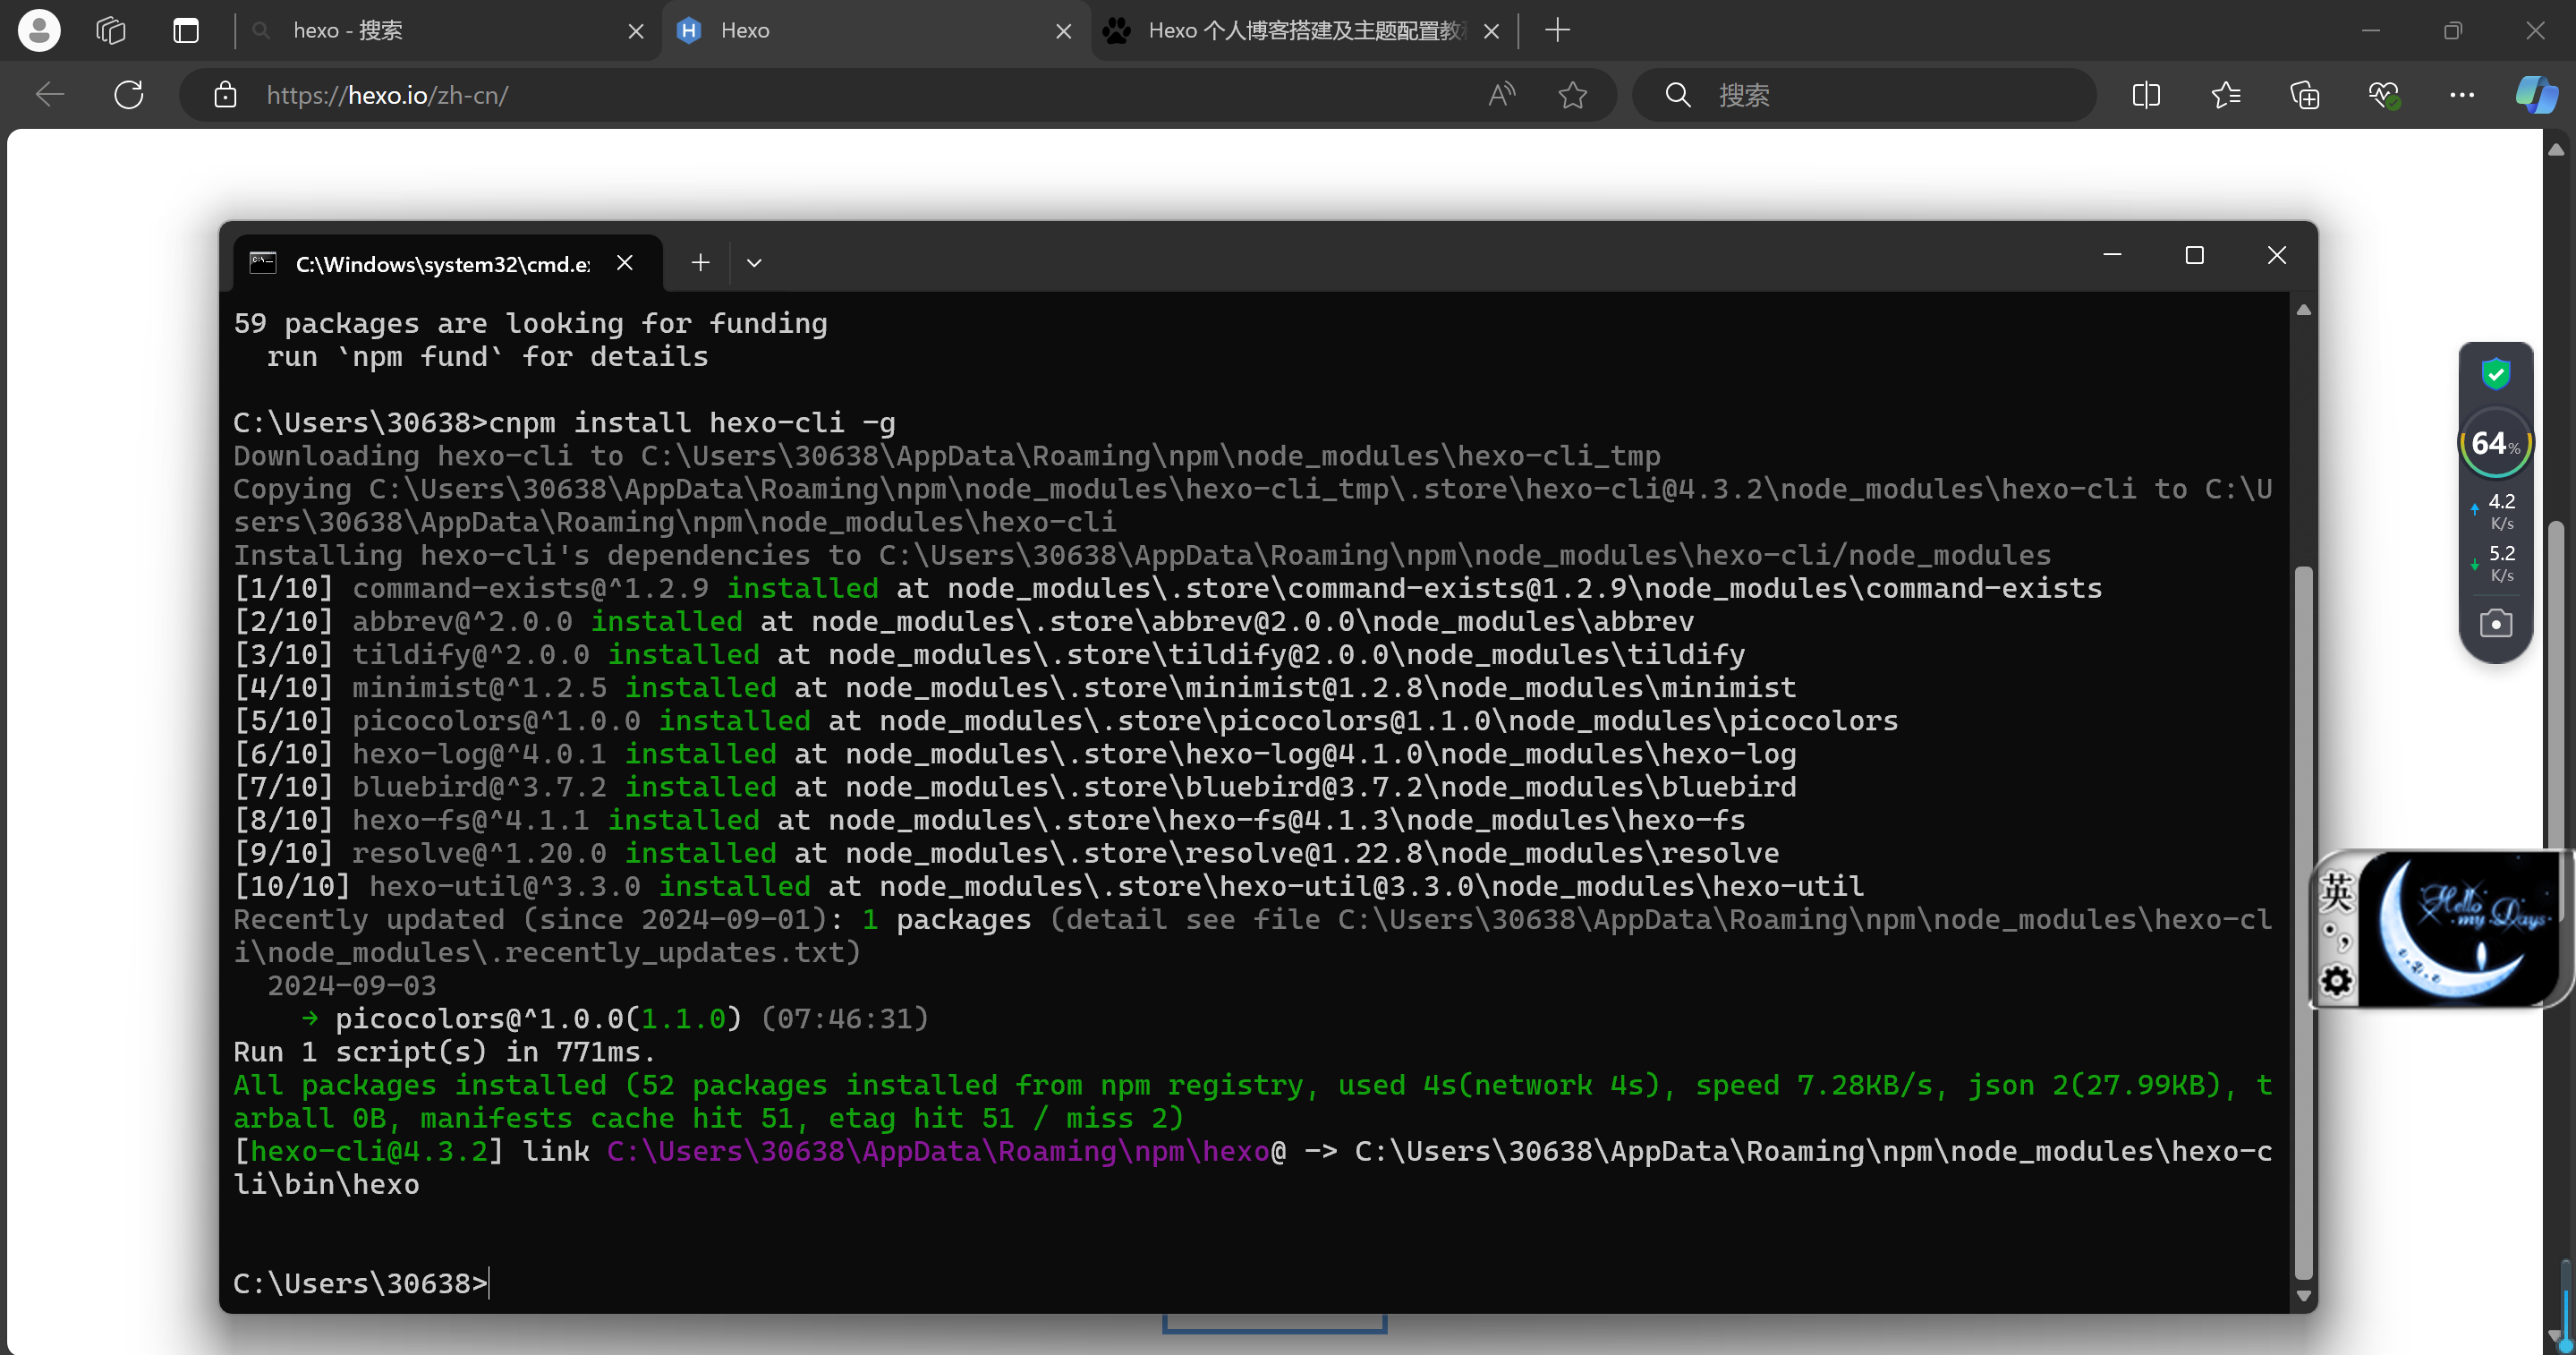 hexo - 搜索
Hexo
Hexo 个人博客搭建及主题配置教
https://hexo.io/zh-cn/
搜索
C:\Windows\system32\cmd.e
59 packages are looking for funding
run `npm fund` for details
C:\Users\30638>cnpm install hexo-cli -g
Downloading hexo-cli to C:\Users\30638\AppData\Roaming\npm\node_modules\hexo-cli_tmp
Copying C:\Users\30638\AppData\Roaming\npm\node_modules\hexo-cli_tmp\.store\hexo-cli@4.3.2\node_modules\hexo-cli to C:\U
sers\30638\AppData\Roaming\npm\node_modules\hexo-cli
Installing hexo-cli's dependencies to C:\Users\30638\AppData\Roaming\npm\node_modules\hexo-cli/node_modules
[1/10] command-exists@^1.2.9 installed at node_modules\.store\command-exists@1.2.9\node_modules\command-exists
[2/10] abbrev@^2.0.0 installed at node_modules\.store\abbrev@2.0.0\node_modules\abbrev
[3/10] tildify@^2.0.0 installed at node_modules\.store\tildify@2.0.0\node_modules\tildify
[4/10] minimist@^1.2.5 installed at node_modules\.store\minimist@1.2.8\node_modules\minimist
[5/10] picocolors@^1.0.0 installed at node_modules\.store\picocolors@1.1.0\node_modules\picocolors
[6/10] hexo-log@^4.0.1 installed at node_modules\.store\hexo-log@4.1.0\node_modules\hexo-log
[7/10] bluebird@^3.7.2 installed at node_modules\.store\bluebird@3.7.2\node_modules\bluebird
[8/10] hexo-fs@^4.1.1 installed at node_modules\.store\hexo-fs@4.1.3\node_modules\hexo-fs
[9/10] resolve@^1.20.0 installed at node_modules\.store\resolve@1.22.8\node_modules\resolve
[10/10] hexo-util@^3.3.0 installed at node_modules\.store\hexo-util@3.3.0\node_modules\hexo-util
Recently updated (since 2024-09-01): 1 packages (detail see file C:\Users\30638\AppData\Roaming\npm\node_modules\hexo-cl
i\node_modules\.recently_updates.txt)
2024-09-03
→ picocolors@^1.0.0(1.1.0) (07:46:31)
Run 1 script(s) in 771ms.
All packages installed (52 packages installed from npm registry, used 4s(network 4s), speed 7.28KB/s, json 2(27.99KB), t
arball 0B, manifests cache hit 51, etag hit 51 / miss 2)
[hexo-cli@4.3.2] link C:\Users\30638\AppData\Roaming\npm\hexo@ -> C:\Users\30638\AppData\Roaming\npm\node_modules\hexo-c
li\bin\hexo
C:\Users\30638>
64%
4.2
K/s
5.2
K/s
英
Hello
my Days